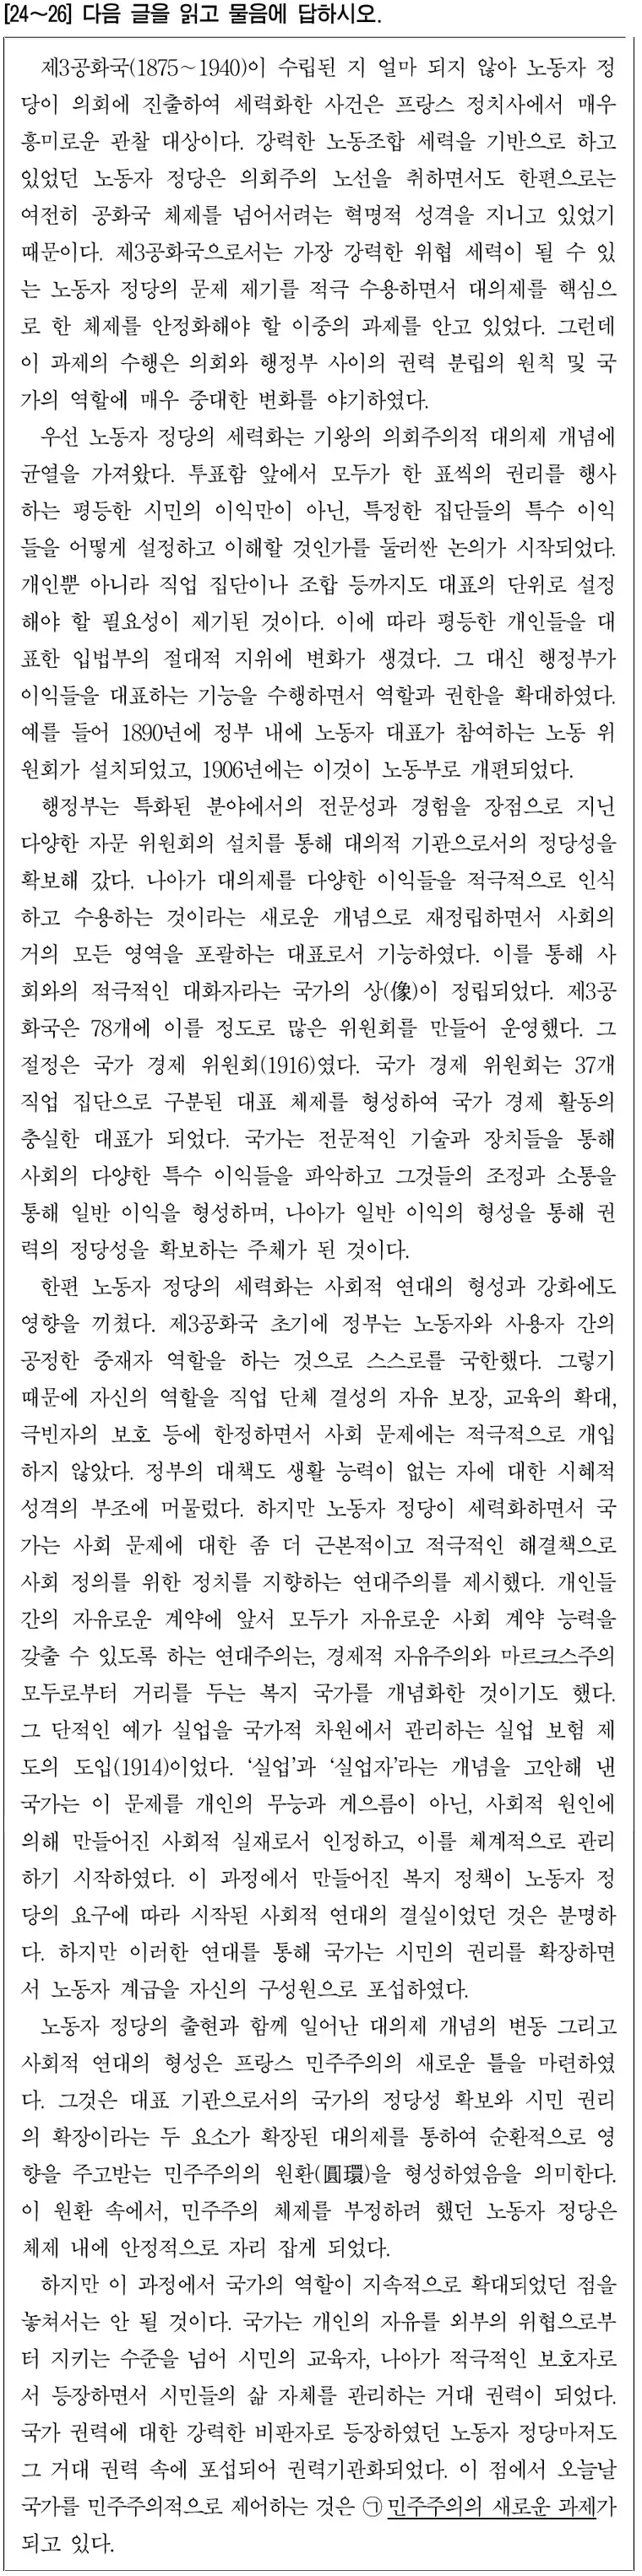 [24～26] 다음 글을 읽고 물음에 답하시오.
제3공화국(1875～1940)이 수립된 지 얼마 되지 않아 노동자 정
당이 의회에 진출하여 세력화한 사건은 프랑스 정치사에서 매우
흥미로운 관찰 대상이다. 강력한 노동조합 세력을 기반으로 하고
있었던 노동자 정당은 의회주의 노선을 취하면서도 한편으로는
여전히 공화국 체제를 넘어서려는 혁명적 성격을 지니고 있었기
때문이다. 제3공화국으로서는 가장 강력한 위협 세력이 될 수 있
는 노동자 정당의 문제 제기를 적극 수용하면서 대의제를 핵심으
로 한 체제를 안정화해야 할 이중의 과제를 안고 있었다. 그런데
이 과제의 수행은 의회와 행정부 사이의 권력 분립의 원칙 및 국
가의 역할에 매우 중대한 변화를 야기하였다.
우선 노동자 정당의 세력화는 기왕의 의회주의적 대의제 개념에
균열을 가져왔다. 투표함 앞에서 모두가 한 표씩의 권리를 행사
하는 평등한 시민의 이익만이 아닌, 특정한 집단들의 특수 이익
들을 어떻게 설정하고 이해할 것인가를 둘러싼 논의가 시작되었다.
개인뿐 아니라 직업 집단이나 조합 등까지도 대표의 단위로 설정
해야 할 필요성이 제기된 것이다. 이에 따라 평등한 개인들을 대
표한 입법부의 절대적 지위에 변화가 생겼다. 그 대신 행정부가
이익들을 대표하는 기능을 수행하면서 역할과 권한을 확대하였다.
예를 들어 1890년에 정부 내에 노동자 대표가 참여하는 노동 위
원회가 설치되었고, 1906년에는 이것이 노동부로 개편되었다.
행정부는 특화된 분야에서의 전문성과 경험을 장점으로 지닌
다양한 자문 위원회의 설치를 통해 대의적 기관으로서의 정당성을
확보해 갔다. 나아가 대의제를 다양한 이익들을 적극적으로 인식
하고 수용하는 것이라는 새로운 개념으로 재정립하면서 사회의
거의 모든 영역을 포괄하는 대표로서 기능하였다. 이를 통해 사
회와의 적극적인 대화자라는 국가의 상(像)이 정립되었다. 제3공
화국은 78개에 이를 정도로 많은 위원회를 만들어 운영했다. 그
절정은 국가 경제 위원회(1916)였다. 국가 경제 위원회는 37개
직업 집단으로 구분된 대표 체제를 형성하여 국가 경제 활동의
충실한 대표가 되었다. 국가는 전문적인 기술과 장치들을 통해
사회의 다양한 특수 이익들을 파악하고 그것들의 조정과 소통을
통해 일반 이익을 형성하며, 나아가 일반 이익의 형성을 통해 권
력의 정당성을 확보하는 주체가 된 것이다.
한편 노동자 정당의 세력화는 사회적 연대의 형성과 강화에도
영향을 끼쳤다. 제3공화국 초기에 정부는 노동자와 사용자 간의
공정한 중재자 역할을 하는 것으로 스스로를 국한했다. 그렇기
때문에 자신의 역할을 직업 단체 결성의 자유 보장, 교육의 확대,
극빈자의 보호 등에 한정하면서 사회 문제에는 적극적으로 개입
하지 않았다. 정부의 대책도 생활 능력이 없는 자에 대한 시혜적
성격의 부조에 머물렀다. 하지만 노동자 정당이 세력화하면서 국
가는 사회 문제에 대한 좀 더 근본적이고 적극적인 해결책으로
사회 정의를 위한 정치를 지향하는 연대주의를 제시했다. 개인들
간의 자유로운 계약에 앞서 모두가 자유로운 사회 계약 능력을
갖출 수 있도록 하는 연대주의는, 경제적 자유주의와 마르크스주의
모두로부터 거리를 두는 복지 국가를 개념화한 것이기도 했다.
그 단적인 예가 실업을 국가적 차원에서 관리하는 실업 보험 제
도의 도입(1914)이었다. ‘실업’과 ‘실업자’라는 개념을 고안해 낸
국가는 이 문제를 개인의 무능과 게으름이 아닌, 사회적 원인에
의해 만들어진 사회적 실재로서 인정하고, 이를 체계적으로 관리
하기 시작하였다. 이 과정에서 만들어진 복지 정책이 노동자 정
당의 요구에 따라 시작된 사회적 연대의 결실이었던 것은 분명하
다. 하지만 이러한 연대를 통해 국가는 시민의 권리를 확장하면
서 노동자 계급을 자신의 구성원으로 포섭하였다.
노동자 정당의 출현과 함께 일어난 대의제 개념의 변동 그리고
사회적 연대의 형성은 프랑스 민주주의의 새로운 틀을 마련하였
다. 그것은 대표 기관으로서의 국가의 정당성 확보와 시민 권리
의 확장이라는 두 요소가 확장된 대의제를 통하여 순환적으로 영
향을 주고받는 민주주의의 원환(圓環)을 형성하였음을 의미한다.
이 원환 속에서, 민주주의 체제를 부정하려 했던 노동자 정당은
체제 내에 안정적으로 자리 잡게 되었다.
하지만 이 과정에서 국가의 역할이 지속적으로 확대되었던 점을
놓쳐서는 안 될 것이다. 국가는 개인의 자유를 외부의 위협으로부
터 지키는 수준을 넘어 시민의 교육자, 나아가 적극적인 보호자로
서 등장하면서 시민들의 삶 자체를 관리하는 거대 권력이 되었다.
국가 권력에 대한 강력한 비판자로 등장하였던 노동자 정당마저도
그 거대 권력 속에 포섭되어 권력기관화되었다. 이 점에서 오늘날
국가를 민주주의적으로 제어하는 것은 ㉠민주주의의 새로운 과제가
되고 있다.